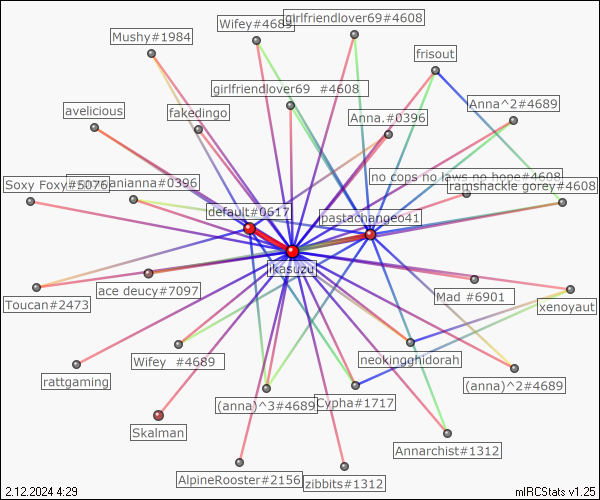 girlfriendlover69#4608
Wifey#4689
Mushy#1984
frisout
girlfriendlover69 #4608
Anna^2#4689
avelicious
fakedingo
Anna.#0396
no cops no laws no hope#4608
Soxy Foxy#5076
#0396
ramshackle gorey#4608
default#0617
pastachangeo41
ikasuzu
ace deucy#7097
Toucan#2473
Mad #6901
xenoyaut
Wifey #4689
neokingghidorah
rattgaming
(anna)^2#4689
(anna)^3#4689
Cypha#1717
Skalman
Annarchist#1312
AlpineRooster#2156
zibbits#1312
2.12.2024 4:29
mIRCStats v1.25